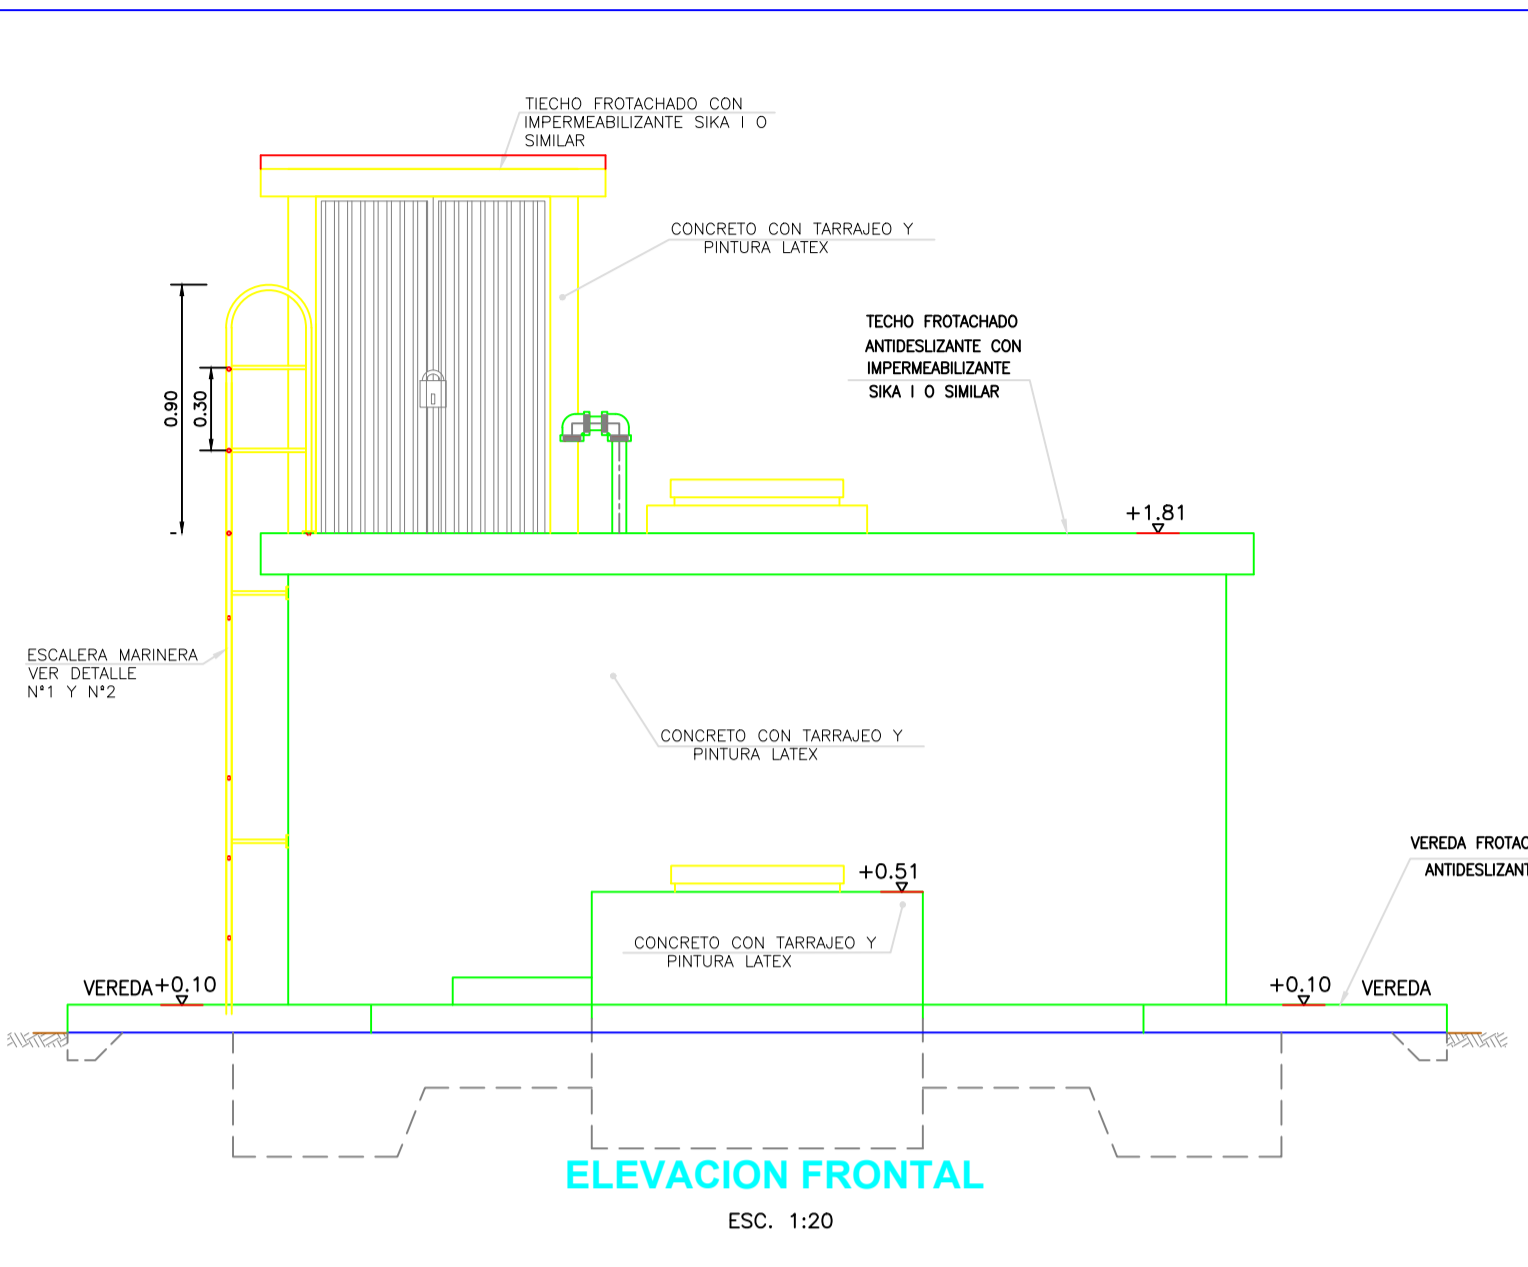 TIECHO FROTACHADO CON
IMPERMEABILIZANTE SIKA I O
SIMILAR
CONCRETO CON TARRAJEO Y
PINTURA LATEX
TECHO FROTACHADO
ANTIDESLIZANTE CON
IMPERMEABILIZANTE
SIKA I O SIMILAR
0.90
0.30
+1.81
ESCALERA MARINERA
VER DETALLE
N°1 Y N°2
CONCRETO CON TARRAJEO Y
PINTURA LATEX
VEREDA FROTAC
ANTIDESLIZANT
+0.51
CONCRETO CON TARRAJEO Y
PINTURA LATEX
VEREDA +0.10
+0.10 VEREDA
ELEVACION FRONTAL
ESC. 1:20